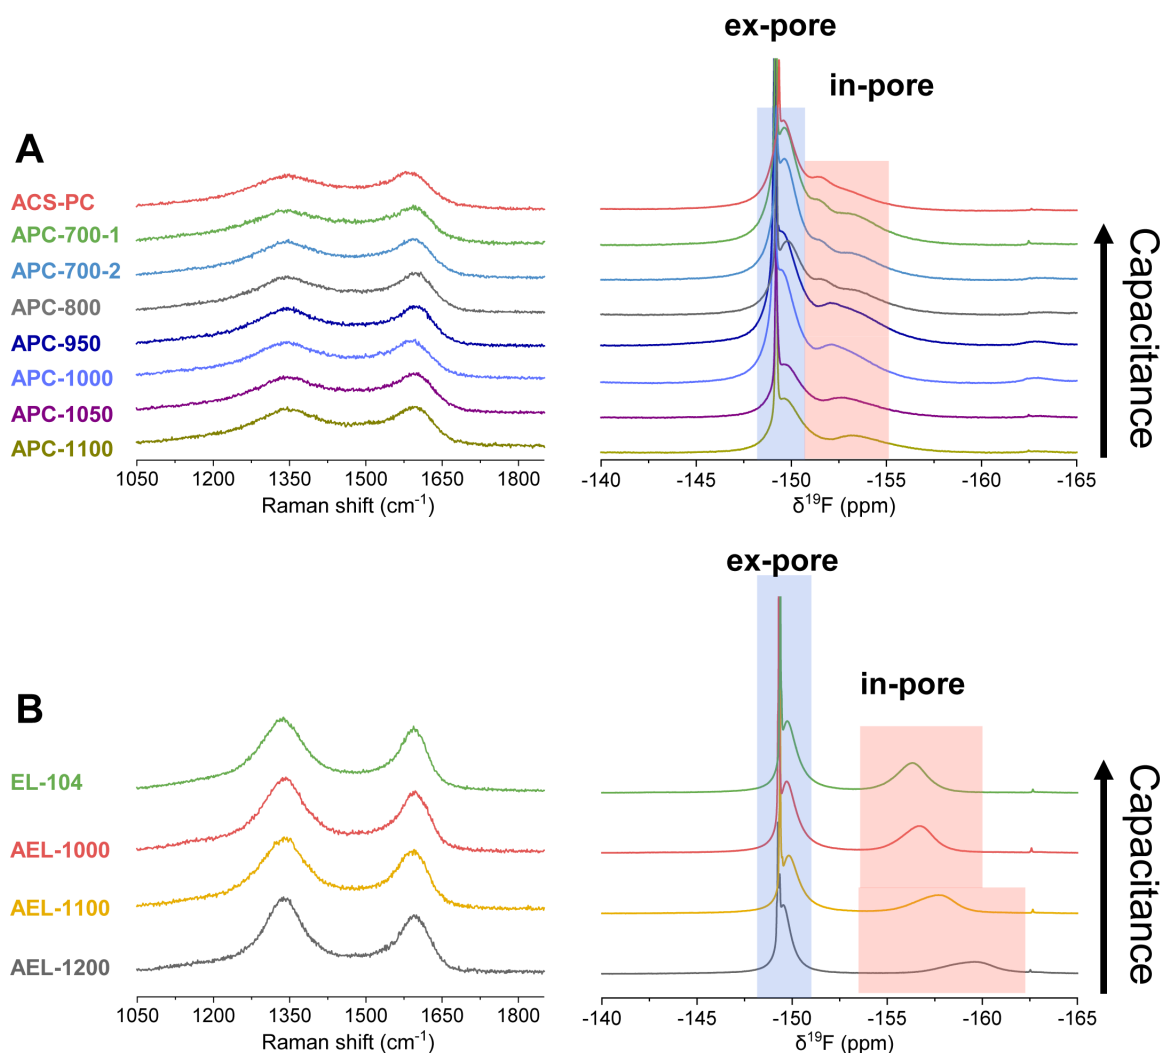 ex-pore
in-pore
A
ACS-PC
APC-700-1
APC-700-2
APC-800
APC-950
APC-1000
APC-1050
APC-1100
Capacitance
1050 1200 1350 1500 1650 1800
Raman shift (cm⁻¹)
-140 -145 -150 -155 -160 -165
δ¹⁹F (ppm)
ex-pore
in-pore
B
EL-104
AEL-1000
AEL-1100
AEL-1200
Capacitance
1050 1200 1350 1500 1650 1800
Raman shift (cm⁻¹)
-140 -145 -150 -155 -160 -165
δ¹⁹F (ppm)